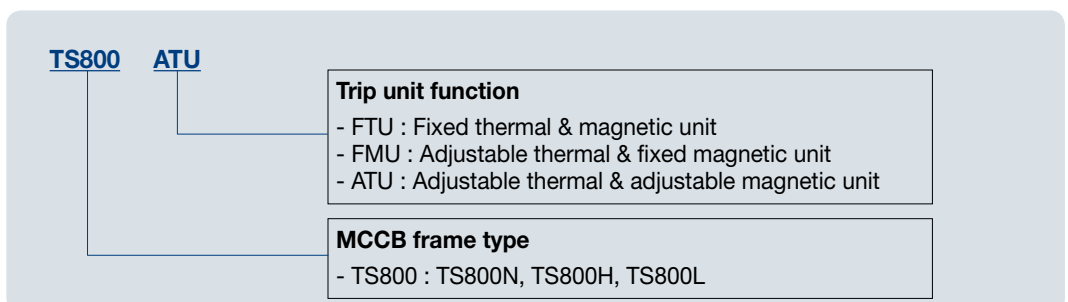 TS800 ATU
Trip unit function
- FTU : Fixed thermal & magnetic unit
- FMU : Adjustable thermal & fixed magnetic unit
- ATU : Adjustable thermal & adjustable magnetic unit
MCCB frame type
- TS800 : TS800N, TS800H, TS800L